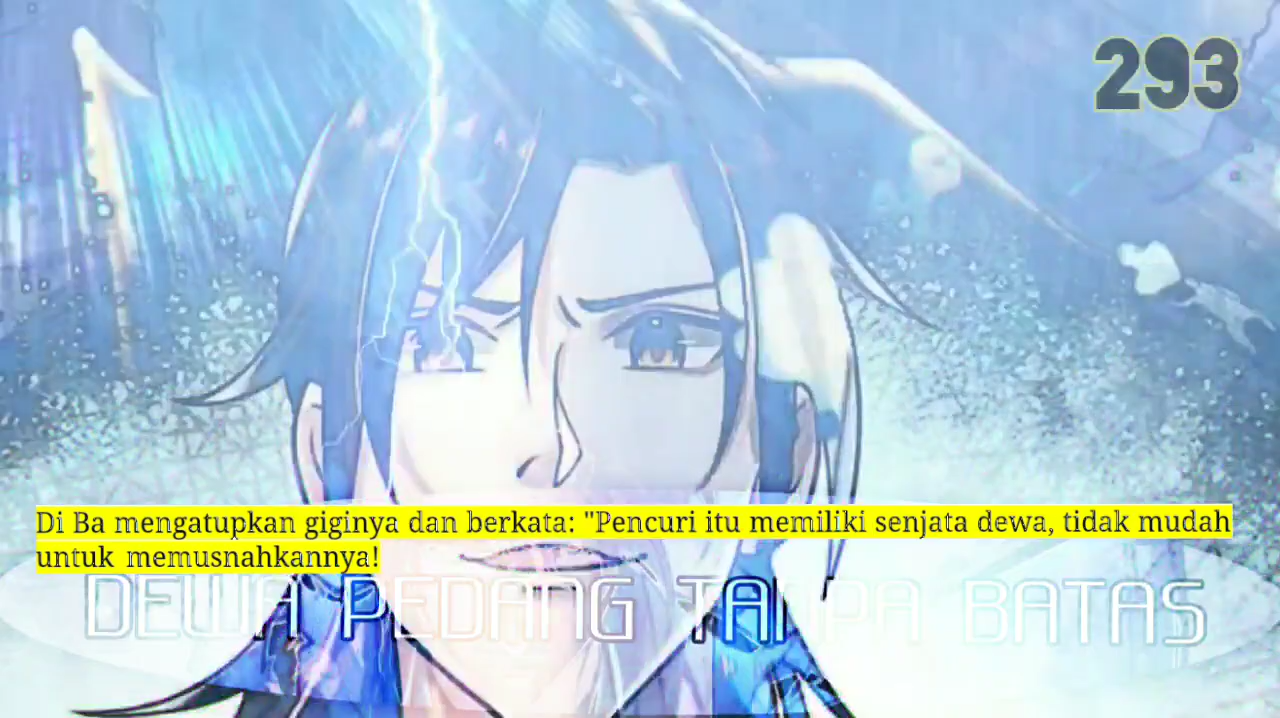 293
Di Ba mengatupkan giginya dan berkata: "Pencuri itu memiliki senjata dewa, tidak mudah
untuk memusnahkannya!
DEWA PEDANG TANPA BATAS